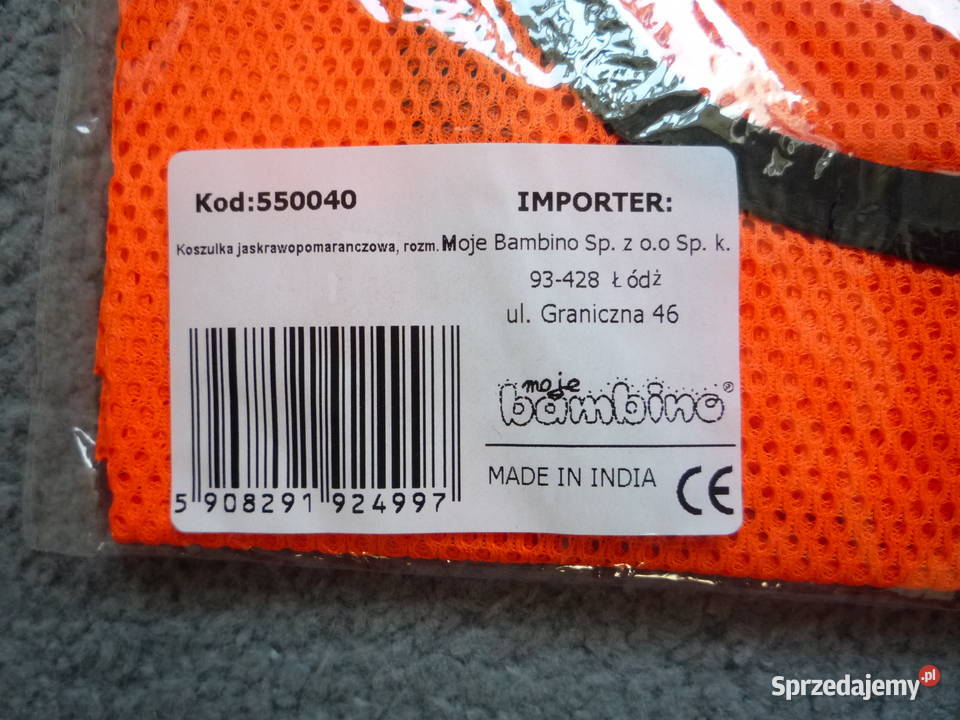 Kod:550040
Koszulka jaskrawopomaranczowa, rozm.
IMPORTER:
Moje Bambino Sp. z o.o Sp. k.
93-428 Łódź
ul. Graniczna 46
moje
bambino®
MADE IN INDIA
CE
5 908291 924997
Sprzedajemy.pl